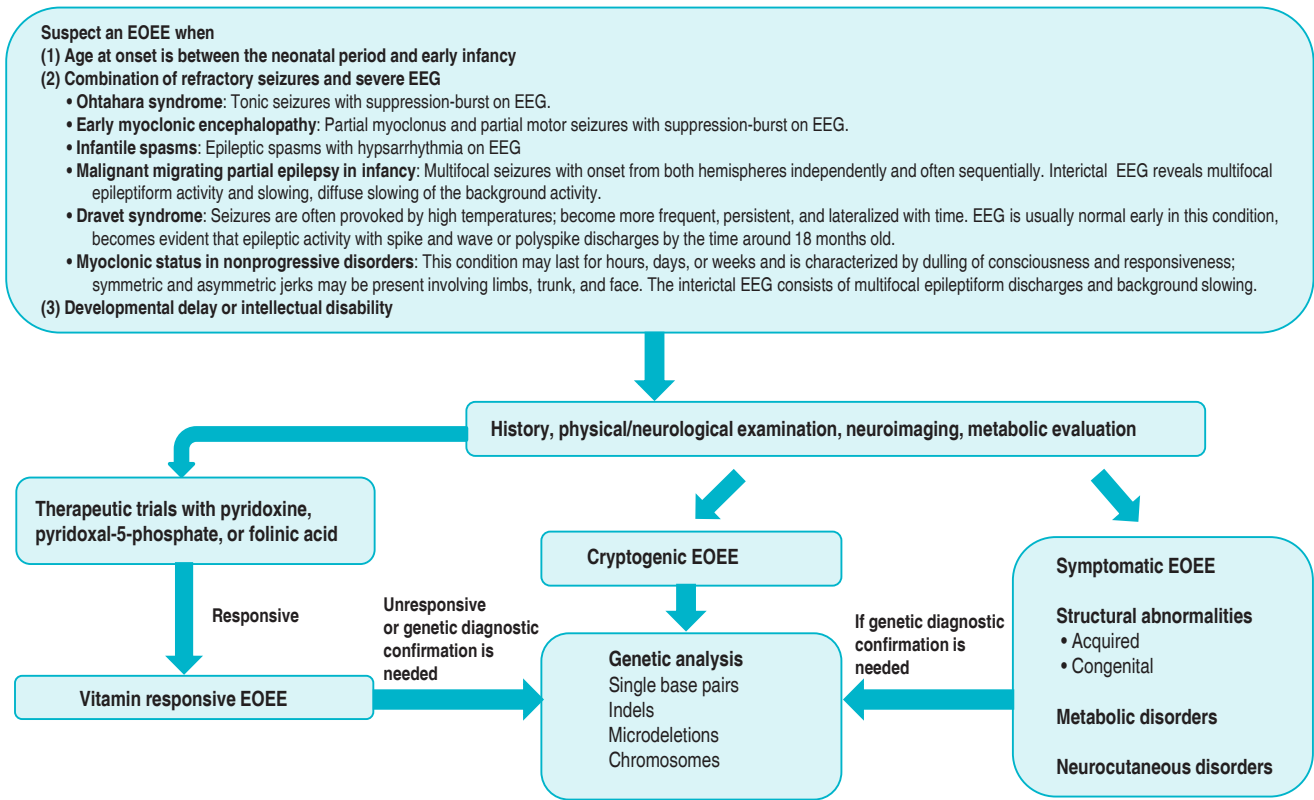 Suspect an EOEE when
(1) Age at onset is between the neonatal period and early infancy
(2) Combination of refractory seizures and severe EEG
• Ohtahara syndrome: Tonic seizures with suppression-burst on EEG.
• Early myoclonic encephalopathy: Partial myoclonus and partial motor seizures with suppression-burst on EEG.
• Infantile spasms: Epileptic spasms with hypsarrhythmia on EEG
• Malignant migrating partial epilepsy in infancy: Multifocal seizures with onset from both hemispheres independently and often sequentially. Interictal EEG reveals multifocal
epileptiform activity and slowing, diffuse slowing of the background activity.
• Dravet syndrome: Seizures are often provoked by high temperatures; become more frequent, persistent, and lateralized with time. EEG is usually normal early in this condition,
becomes evident that epileptic activity with spike and wave or polyspike discharges by the time around 18 months old.
• Myoclonic status in nonprogressive disorders: This condition may last for hours, days, or weeks and is characterized by dulling of consciousness and responsiveness;
symmetric and asymmetric jerks may be present involving limbs, trunk, and face. The interictal EEG consists of multifocal epileptiform discharges and background slowing.
(3) Developmental delay or intellectual disability
History, physical/neurological examination, neuroimaging, metabolic evaluation
Therapeutic trials with pyridoxine,
pyridoxal-5-phosphate, or folinic acid
Responsive
Vitamin responsive EOEE
Unresponsive
or genetic diagnostic
confirmation is
needed
Cryptogenic EOEE
Genetic analysis
Single base pairs
Indels
Microdeletions
Chromosomes
If genetic diagnostic
confirmation is
needed
Symptomatic EOEE
Structural abnormalities
• Acquired
• Congenital
Metabolic disorders
Neurocutaneous disorders